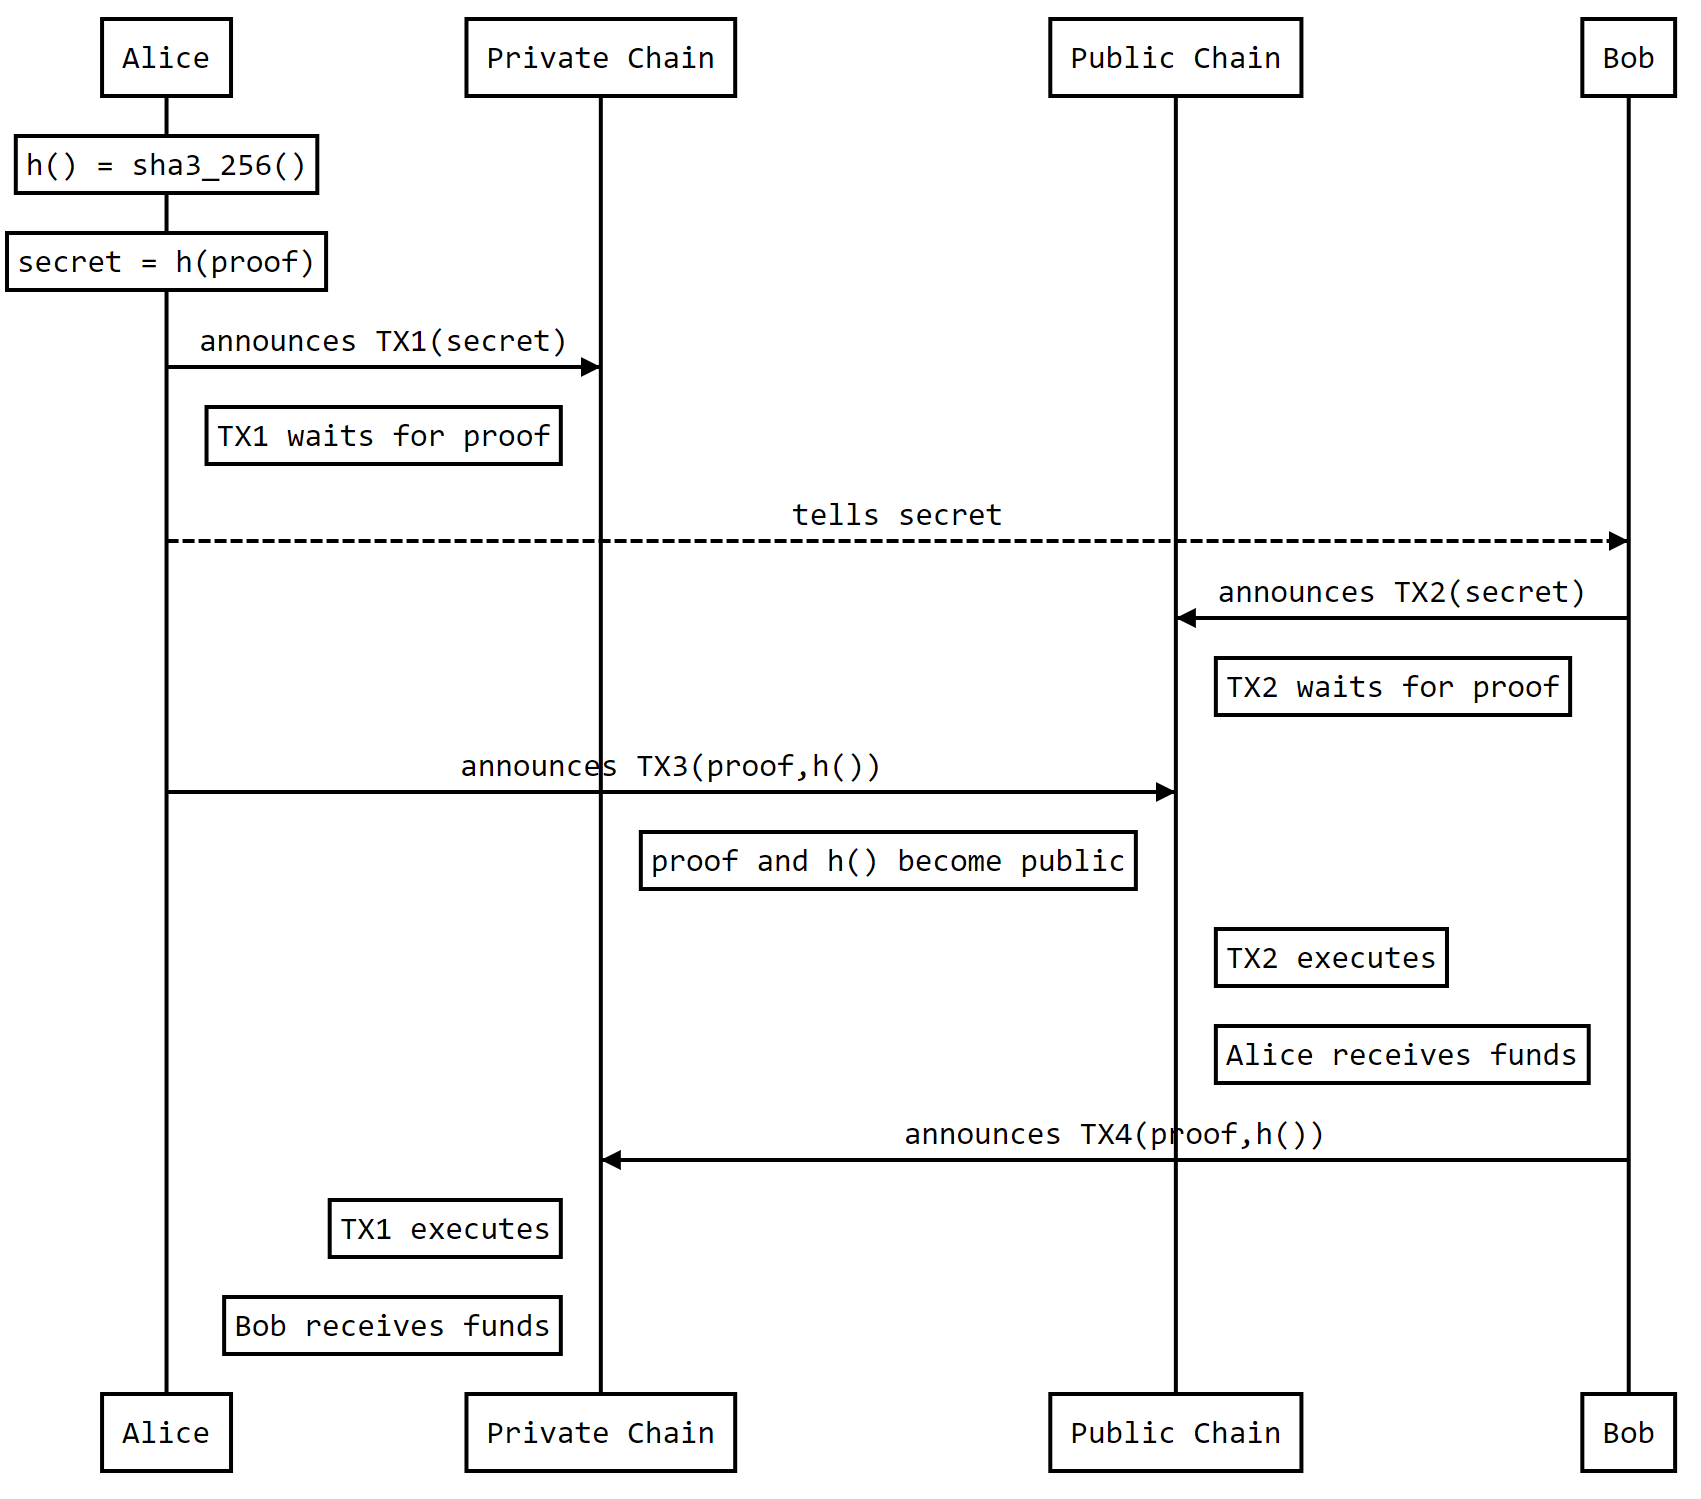 Alice
Private Chain
Public Chain
Bob
h() = sha3_256()
secret = h(proof)
announces TX1(secret)
TX1 waits for proof
tells secret
announces TX2(secret)
TX2 waits for proof
announces TX3(proof,h())
proof and h() become public
TX2 executes
Alice receives funds
announces TX4(proof,h())
TX1 executes
Bob receives funds
Alice
Private Chain
Public Chain
Bob